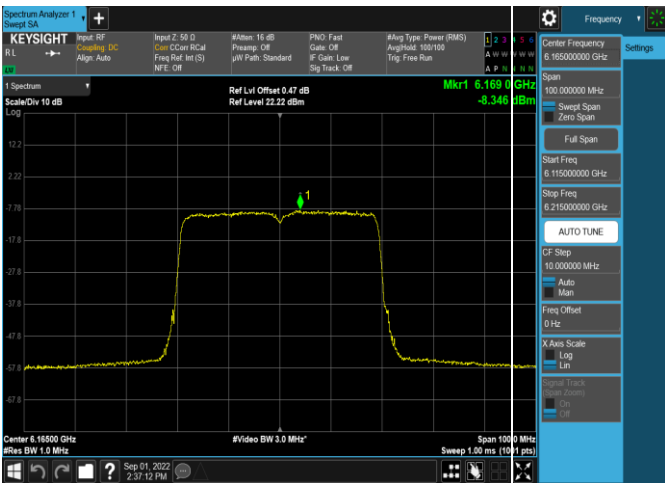 Spectrum Analyzer 1
Swept SA
+
Frequency
KEYSIGHT
R L
LW
Input: RF
Coupling: DC
Align: Auto
Input Z: 50 Ω
Corr CCorr RCal
Freq Ref: Int (S)
NFE: Off
#Atten: 16 dB
Preamp: Off
µW Path: Standard
PNO: Fast
Gate: Off
IF Gain: Low
Sig Track: Off
#Avg Type: Power (RMS)
Avg|Hold: 100/100
Trig: Free Run
1 2 3 4 5 6
A W W W W W
A P N N N N
1 Spectrum
Scale/Div 10 dB
Log
Ref Lvl Offset 0.47 dB
Ref Level 22.22 dBm
Mkr1 6.169 0 GHz
-8.346 dBm
12.2
2.22
-7.78
-17.8
-27.8
-37.8
-47.8
-57.8
-67.8
1
Center 6.16500 GHz
#Res BW 1.0 MHz
#Video BW 3.0 MHz*
Span 100.0 MHz
Sweep 1.00 ms (1001 pts)
Sep 01, 2022
2:37:12 PM
?
Settings
Center Frequency
6.165000000 GHz
Span
100.000000 MHz
Swept Span
Zero Span
Full Span
Start Freq
6.115000000 GHz
Stop Freq
6.215000000 GHz
AUTO TUNE
CF Step
10.000000 MHz
Auto
Man
Freq Offset
0 Hz
X Axis Scale
Log
Lin
Signal Track
(Span Zoom)
On
Off